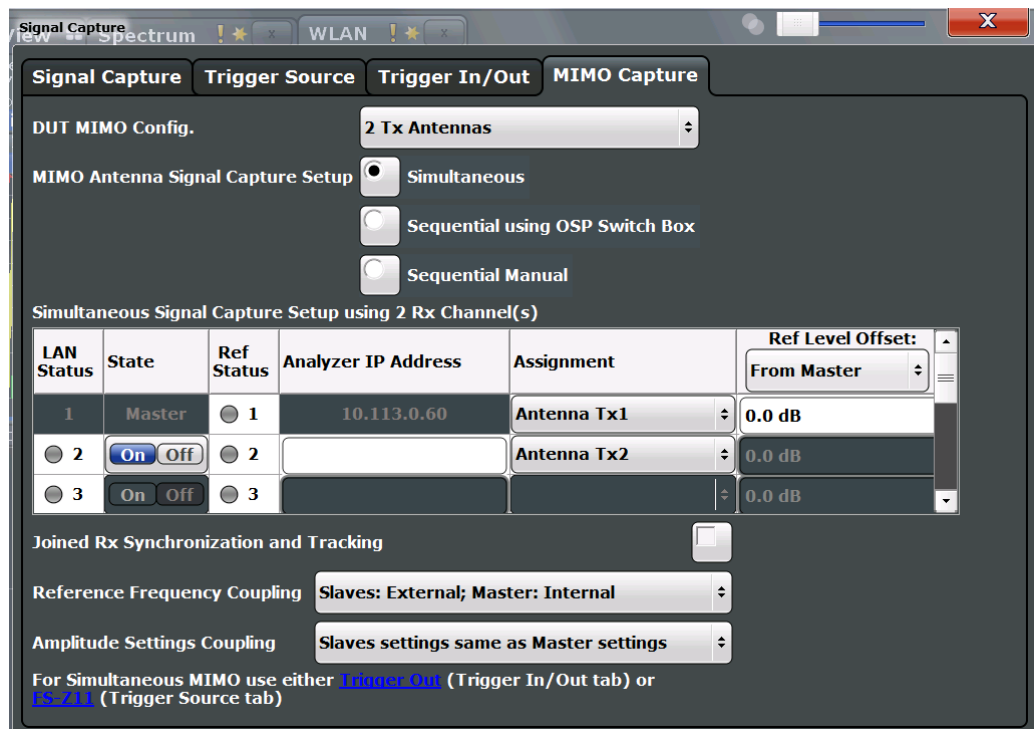 Signal Capture
View Spectrum ! x WLAN ! x X
Signal Capture Trigger Source Trigger In/Out MIMO Capture
DUT MIMO Config. 2 Tx Antennas
MIMO Antenna Signal Capture Setup Simultaneous
Sequential using OSP Switch Box
Sequential Manual
Simultaneous Signal Capture Setup using 2 Rx Channel(s)
LAN Status State Ref Status Analyzer IP Address Assignment Ref Level Offset: From Master
1 Master 1 10.113.0.60 Antenna Tx1 0.0 dB
2 On Off 2 Antenna Tx2 0.0 dB
3 On Off 3 0.0 dB
Joined Rx Synchronization and Tracking
Reference Frequency Coupling Slaves: External; Master: Internal
Amplitude Settings Coupling Slaves settings same as Master settings
For Simultaneous MIMO use either Trigger Out (Trigger In/Out tab) or
FS-Z11 (Trigger Source tab)